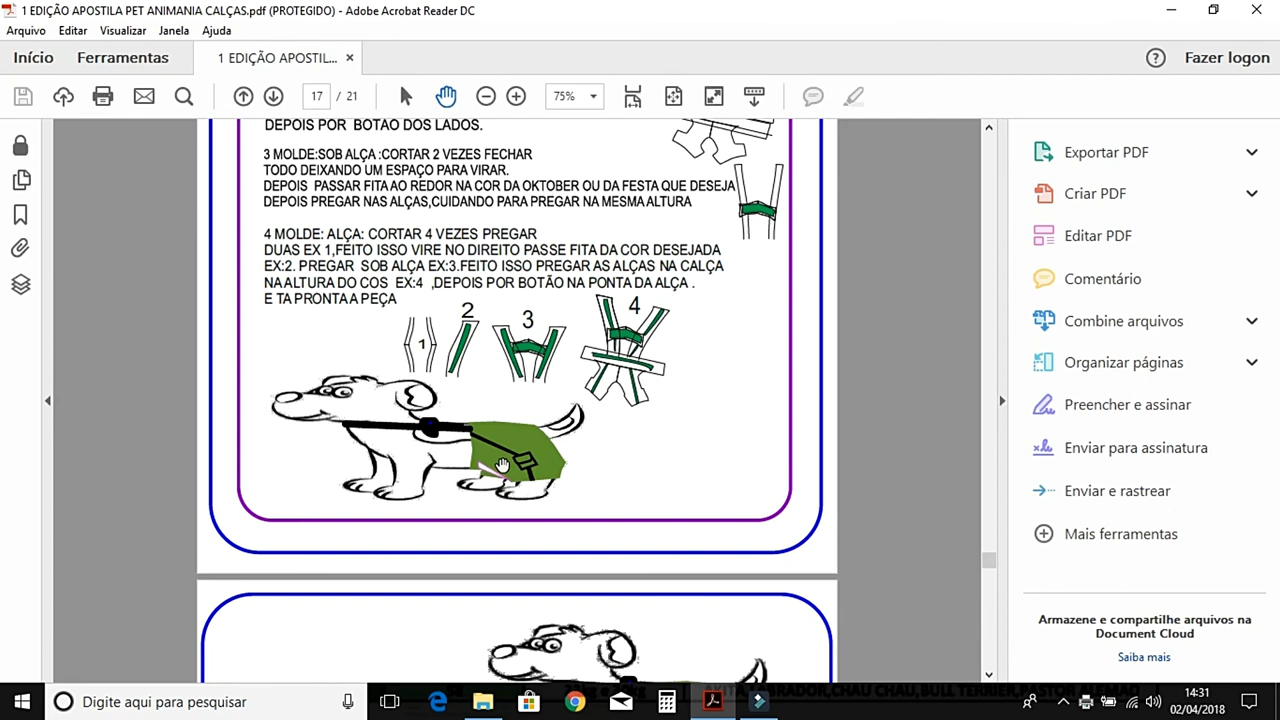 1 EDIÇÃO APOSTILA PET ANIMANIA CALÇAS.pdf (PROTEGIDO) - Adobe Acrobat Reader DC
Arquivo Editar Visualizar Janela Ajuda
Início Ferramentas 1 EDIÇÃO APOSTIL... × Fazer logon
17 / 21 75%
DEPOIS POR BOTAO DOS LADOS.
3 MOLDE:SOB ALÇA :CORTAR 2 VEZES FECHAR
TODO DEIXANDO UM ESPAÇO PARA VIRAR.
DEPOIS PASSAR FITA AO REDOR NA COR DA OKTOBER OU DA FESTA QUE DESEJA
DEPOIS PREGAR NAS ALÇAS,CUIDANDO PARA PREGAR NA MESMA ALTURA
4 MOLDE: ALÇA: CORTAR 4 VEZES PREGAR
DUAS EX 1,FEITO ISSO VIRE NO DIREITO PASSE FITA DA COR DESEJADA
EX:2. PREGAR SOB ALÇA EX:3.FEITO ISSO PREGAR AS ALÇAS NA CALÇA
NA ALTURA DO COS EX:4 ,DEPOIS POR BOTÃO NA PONTA DA ALÇA .
E TA PRONTA A PEÇA
1 2 3 4
Exportar PDF
Criar PDF
Editar PDF
Comentário
Combine arquivos
Organizar páginas
Preencher e assinar
Enviar para assinatura
Enviar e rastrear
Mais ferramentas
Armazene e compartilhe arquivos na
Document Cloud
Saiba mais
Digite aqui para pesquisar
14:31
02/04/2018